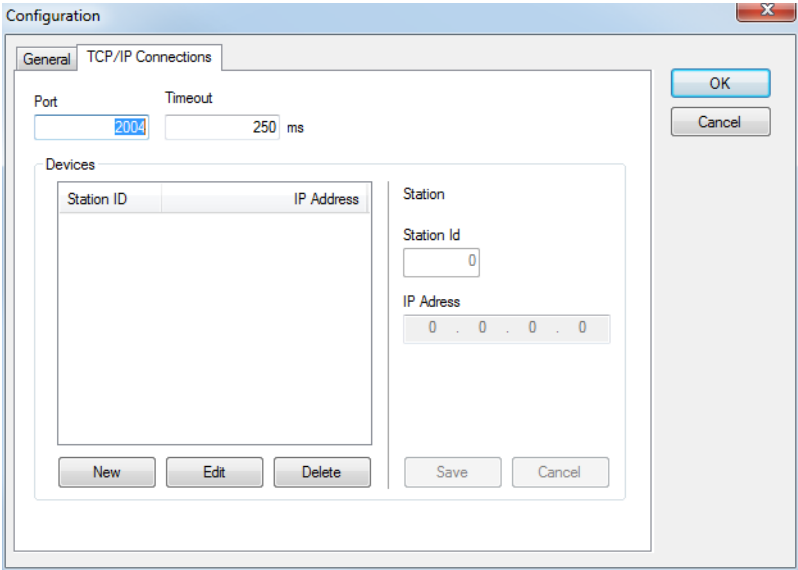 Configuration
General TCP/IP Connections
OK
Port Timeout
2004 250 ms
Cancel
Devices
Station ID IP Address
Station
Station Id
0
IP Adress
0 . 0 . 0 . 0
New Edit Delete Save Cancel